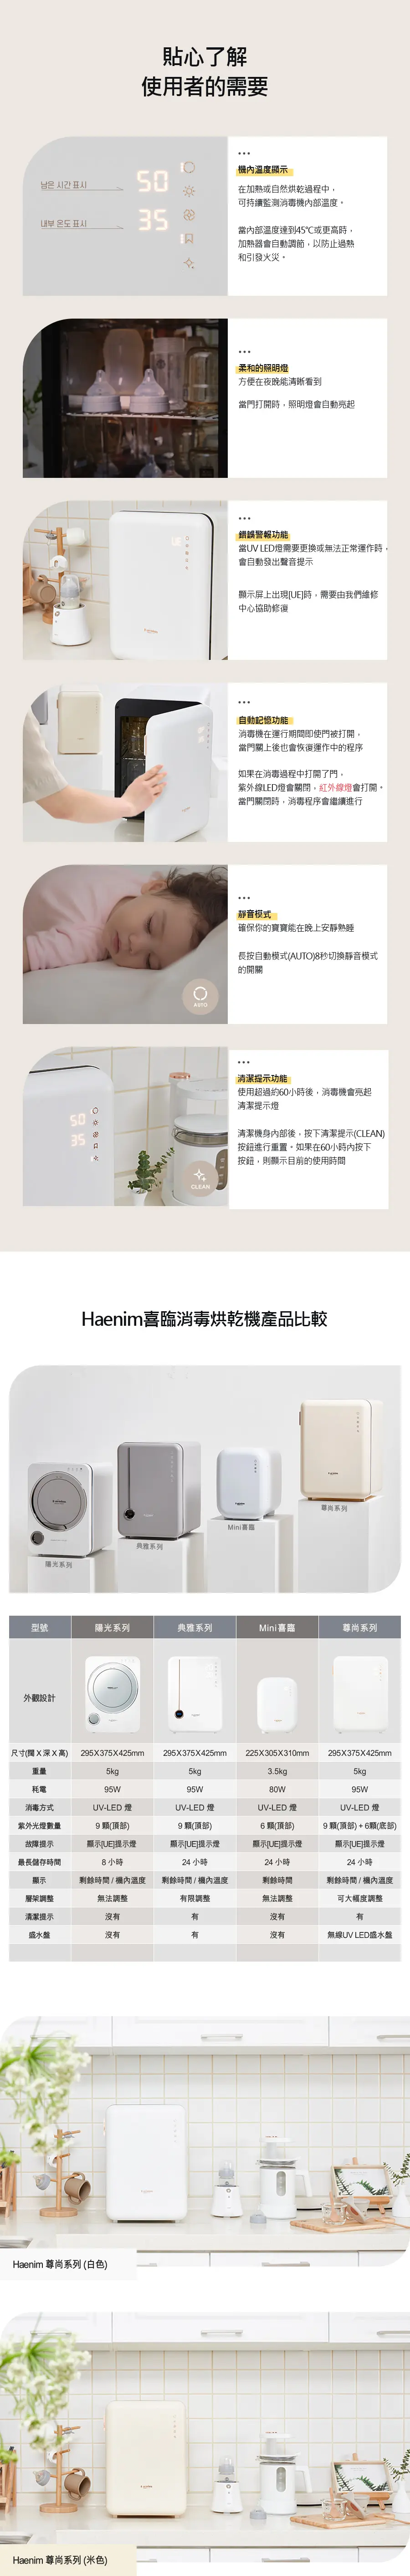 貼心了解
使用者的需要
낭은 시간 표시
50
내부 온도 표시
35
機內溫度顯示
在加熱或自然烘乾過程中，
可持續監測消毒機內部溫度。
當內部溫度達到45°C或更高時，
加熱器會自動調節，以防止過熱
和引發火災。
柔和的照明燈
方便在夜晚能清晰看到
當門打開時，照明燈會自動亮起
UE
錯誤警報功能
當UV LED燈需要更換或無法正常運作時，
會自動發出聲音提示
顯示屏上出現[UE]時，需要由我們維修
中心協助修復
自動記憶功能
消毒機在運行期間即使門被打開，
當門關上後也會恢復運作中的程序
如果在消毒過程中打開了門，
紫外線LED燈會關閉，紅外線燈會打開。
當門關閉時，消毒程序會繼續進行
AUTO
靜音模式
確保你的寶寶能在晚上安靜熟睡
長按自動模式(AUTO)8秒切換靜音模式
的開關
50
35
CLEAN
清潔提示功能
使用超過約60小時後，消毒機會亮起
清潔提示燈
清潔機身內部後，按下清潔提示(CLEAN)
按鈕進行重置。如果在60小時內按下
按鈕，則顯示目前的使用時間
Haenim喜臨消毒烘乾機產品比較
陽光系列
典雅系列
Mini喜臨
尊尚系列
型號 陽光系列 典雅系列 Mini喜臨 尊尚系列
外觀設計
尺寸(闊 X 深 X 高) 295X375X425mm 295X375X425mm 225X305X310mm 295X375X425mm
重量 5kg 5kg 3.5kg 5kg
耗電 95W 95W 80W 95W
消毒方式 UV-LED 燈 UV-LED 燈 UV-LED 燈 UV-LED 燈
紫外光燈數量 9 顆(頂部) 9 顆(頂部) 6 顆(頂部) 9 顆(頂部) + 6顆(底部)
故障提示 顯示[UE]提示燈 顯示[UE]提示燈 顯示[UE]提示燈 顯示[UE]提示燈
最長儲存時間 8 小時 24 小時 24 小時 24 小時
顯示 剩餘時間 / 機內溫度 剩餘時間 / 機內溫度 剩餘時間 剩餘時間 / 機內溫度
層架調整 無法調整 有限調整 無法調整 可大幅度調整
清潔提示 沒有 有 沒有 有
盛水盤 沒有 有 沒有 無線UV LED盛水盤
Haenim 尊尚系列 (白色)
Haenim 尊尚系列 (米色)